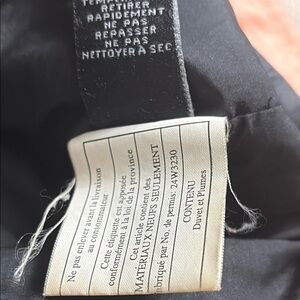 RETIRER
RAPIDEMENT
NE PAS
REPASSER
NE PAS
NETTOYER À SEC
Ne pas enlever avant la livraison
au consommateur
Cette étiquette est apposée
conformément à la loi de la province
Cet article contient des
MATÉRIAUX NEUFS SEULEMENT
Fabriqué par No. de permis: 24W3230
CONTENU
Duvet et Plumes